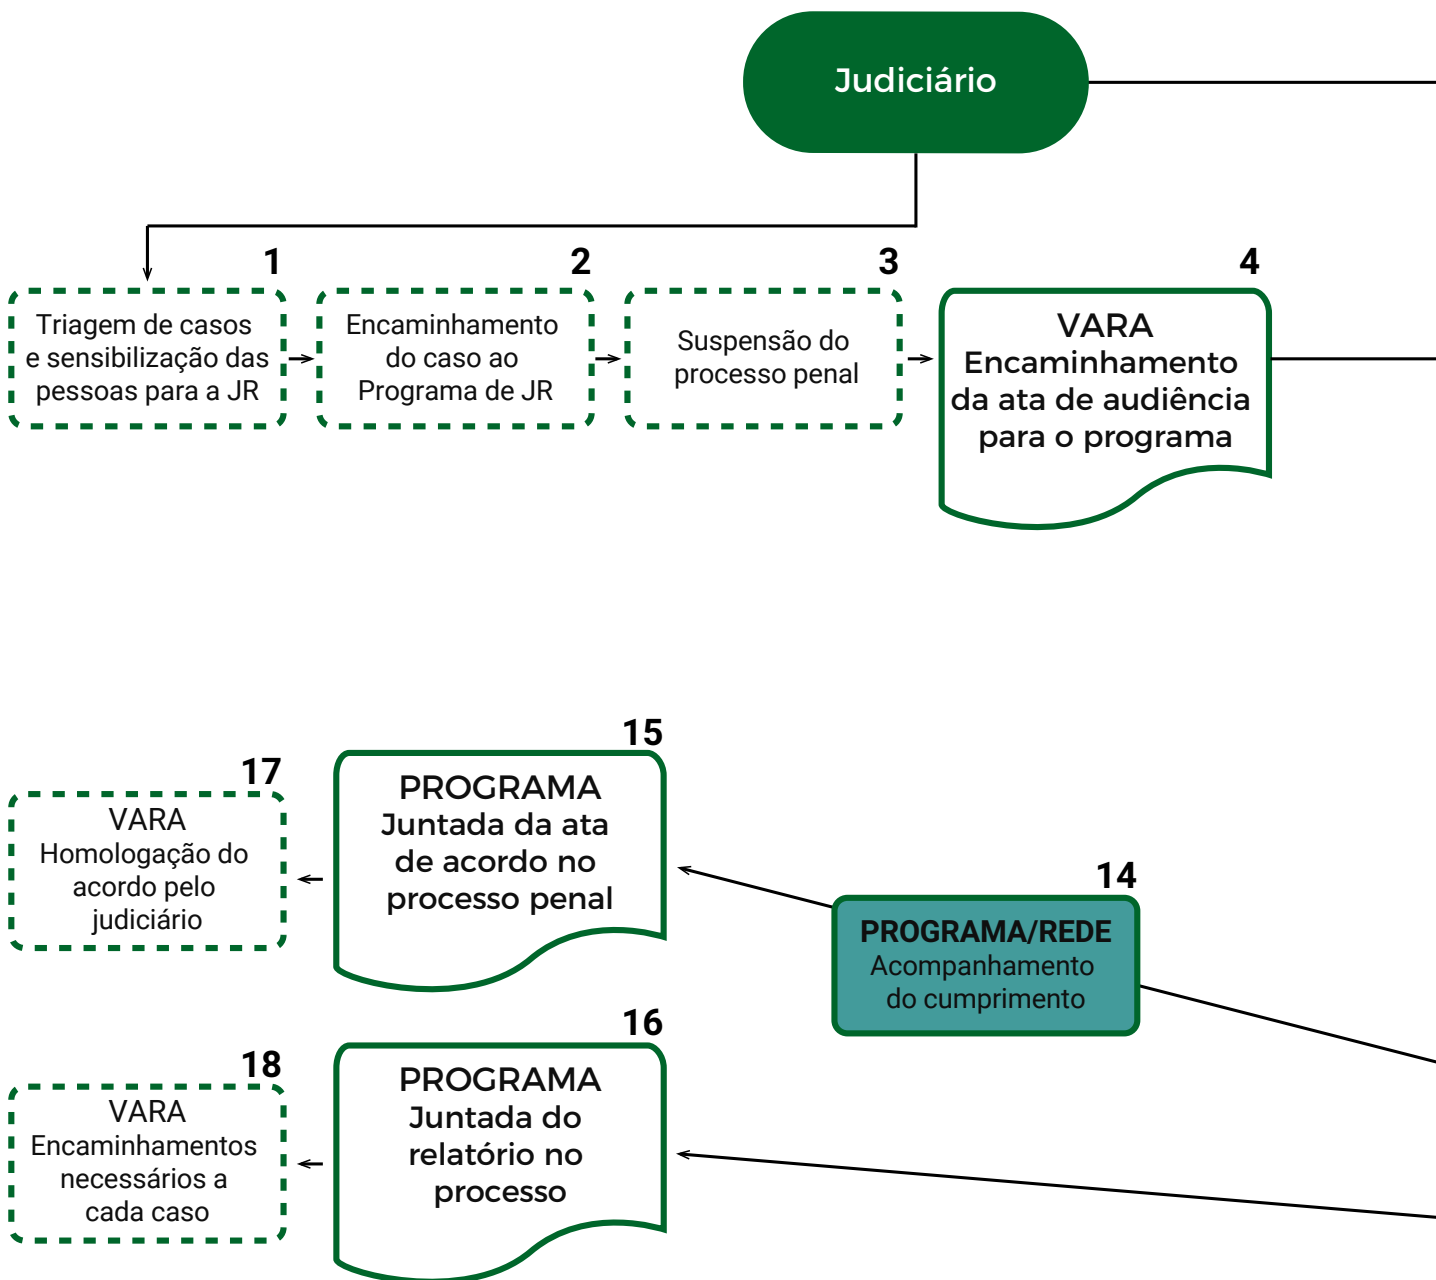 Judiciário
1
Triagem de casos
e sensibilização das
pessoas para a JR
2
Encaminhamento
do caso ao
Programa de JR
3
Suspensão do
processo penal
4
VARA
Encaminhamento
da ata de audiência
para o programa
14
PROGRAMA/REDE
Acompanhamento
do cumprimento
15
PROGRAMA
Juntada da ata
de acordo no
processo penal
17
VARA
Homologação do
acordo pelo
judiciário
16
PROGRAMA
Juntada do
relatório no
processo
18
VARA
Encaminhamentos
necessários a
cada caso